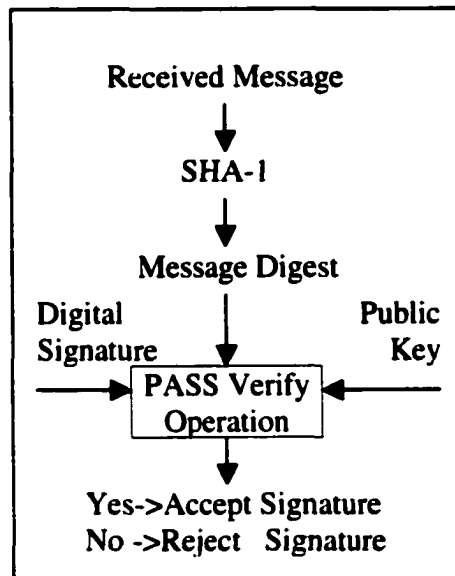 Received Message
SHA-1
Message Digest
Digital
Signature
Public
Key
PASS Verify
Operation
Yes->Accept Signature
No ->Reject Signature